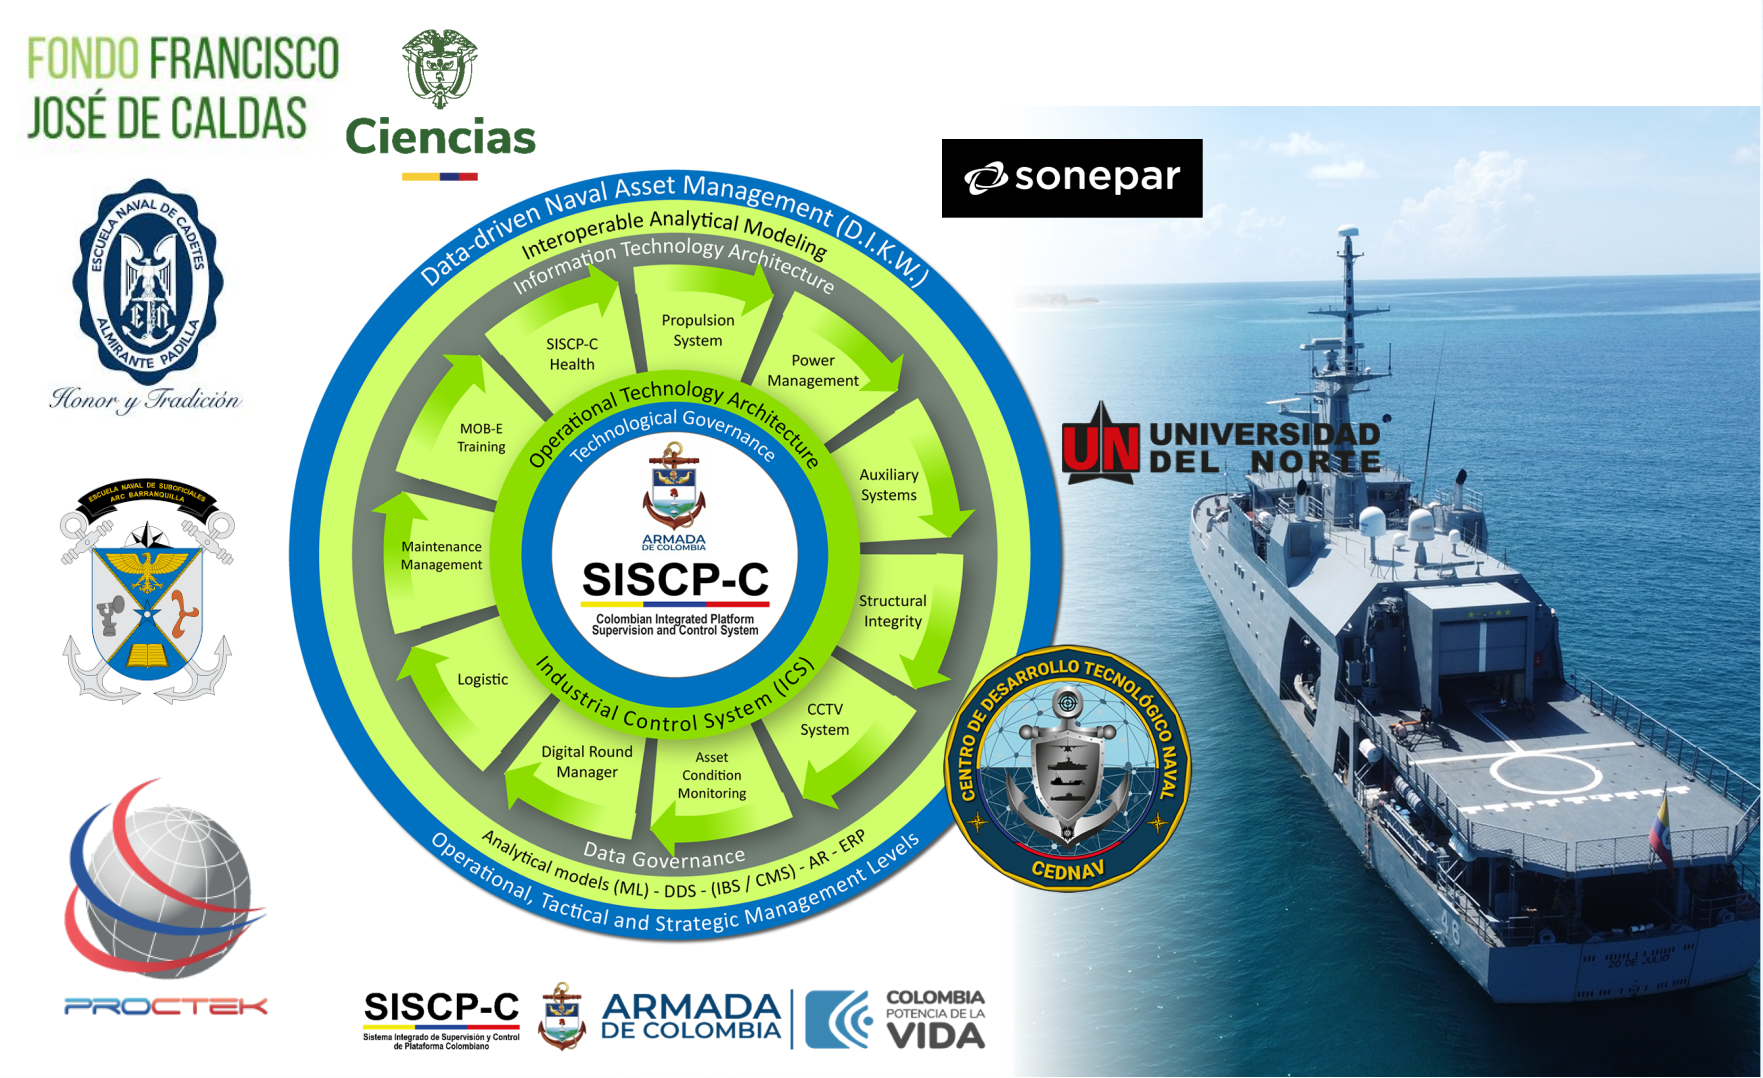 FONDO FRANCISCO
JOSÉ DE CALDAS
Ciencias
sonepar
ESCUELA NAVAL DE CADETES
ALMIRANTE PADILLA
Honor y Tradición
ESCUELA NAVAL DE SUBOFICIALES
ARC BARRANQUILLA
PROCTEK
Data-driven Naval Asset Management (D.I.K.W.)
Interoperable Analytical Modeling
Information Technology Architecture
SISCP-C
Health
Propulsion
System
Power
Management
Auxiliary
Systems
Structural
Integrity
CCTV
System
Asset
Condition
Monitoring
Digital Round
Manager
Logistic
Maintenance
Management
MOB-E
Training
Operational Technology Architecture
Technological Governance
ARMADA
DE COLOMBIA
SISCP-C
Colombian Integrated Platform
Supervision and Control System
Industrial Control System (ICS)
Data Governance
Analytical models (ML) - DDS - (IBS / CMS) - AR - ERP
Operational, Tactical and Strategic Management Levels
UN UNIVERSIDAD
DEL NORTE
CENTRO DE DESARROLLO TECNOLÓGICO NAVAL
CEDNAV
46
20 DE JULIO
SISCP-C
Sistema Integrado de Supervisión y Control
de Plataforma Colombiano
ARMADA
DE COLOMBIA
COLOMBIA
POTENCIA DE LA
VIDA